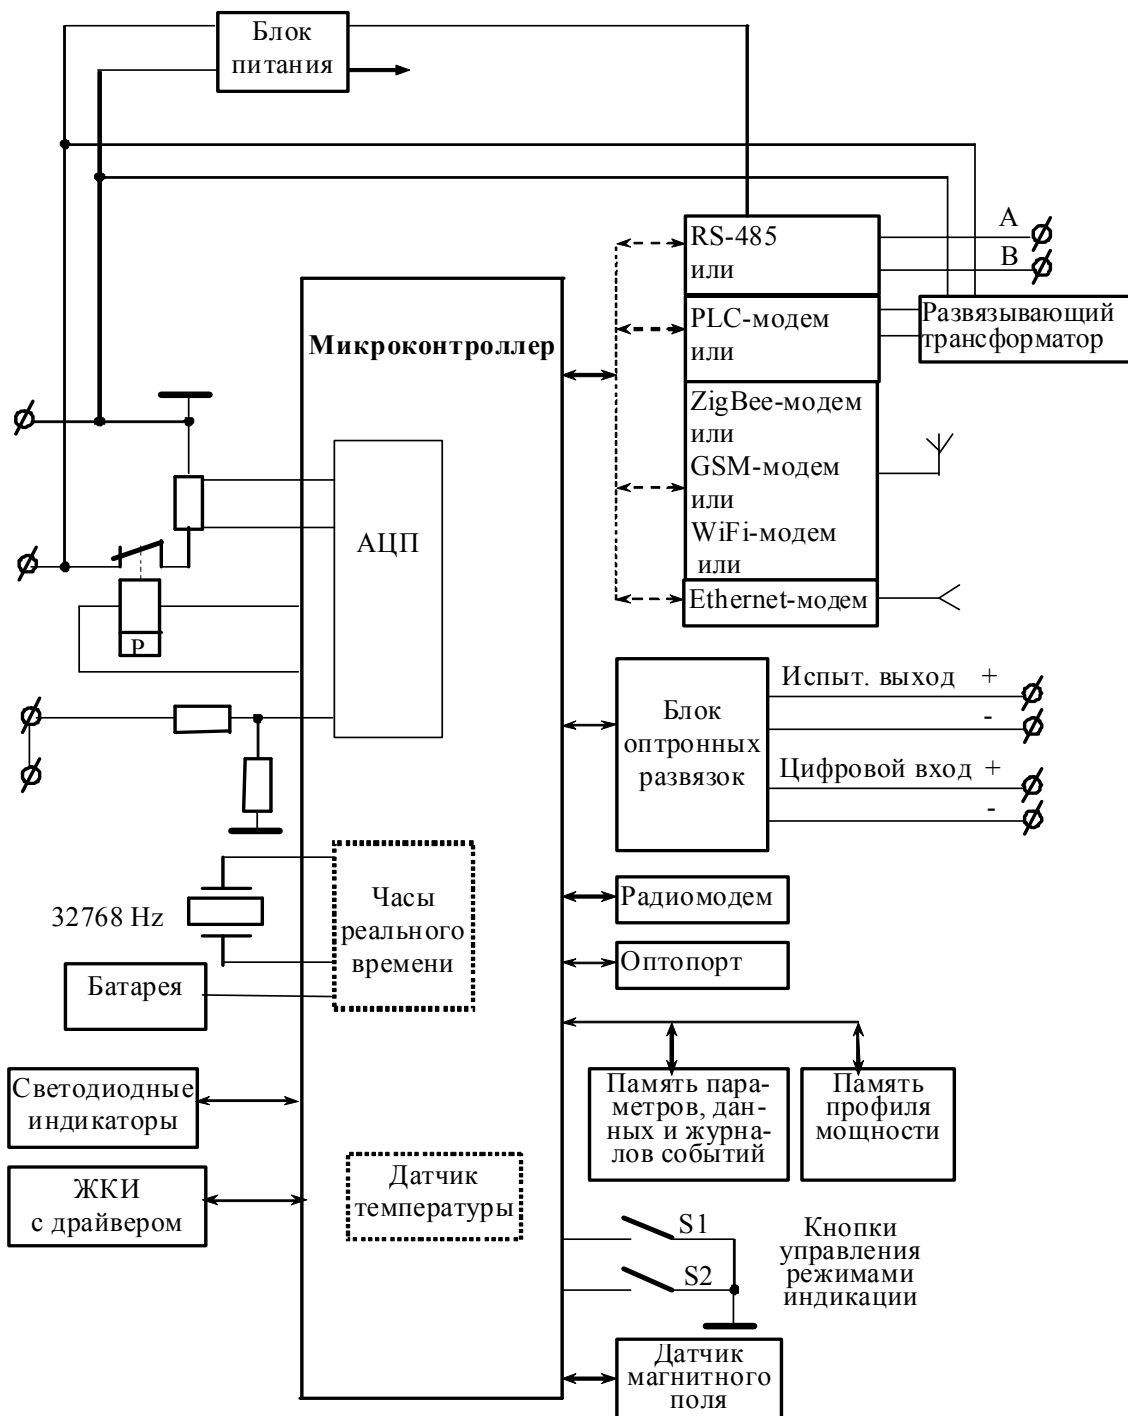 Блок
питания
RS-485
или
A
B
PLC-модем
или
Развязывающий
трансформатор
Микроконтроллер
ZigBee-модем
или
GSM-модем
или
WiFi-модем
или
Ethernet-модем
АЦП
P
Блок
оптронных
развязок
Испыт. выход +
-
Цифровой вход +
-
32768 Hz
Часы
реального
времени
Батарея
Радиомодем
Оптопорт
Светодиодные
индикаторы
Память пара-
метров, дан-
ных и журна-
лов событий
Память
профиля
мощности
ЖКИ
с драйвером
Датчик
температуры
S1
S2
Кнопки
управления
режимами
индикации
Датчик
магнитного
поля